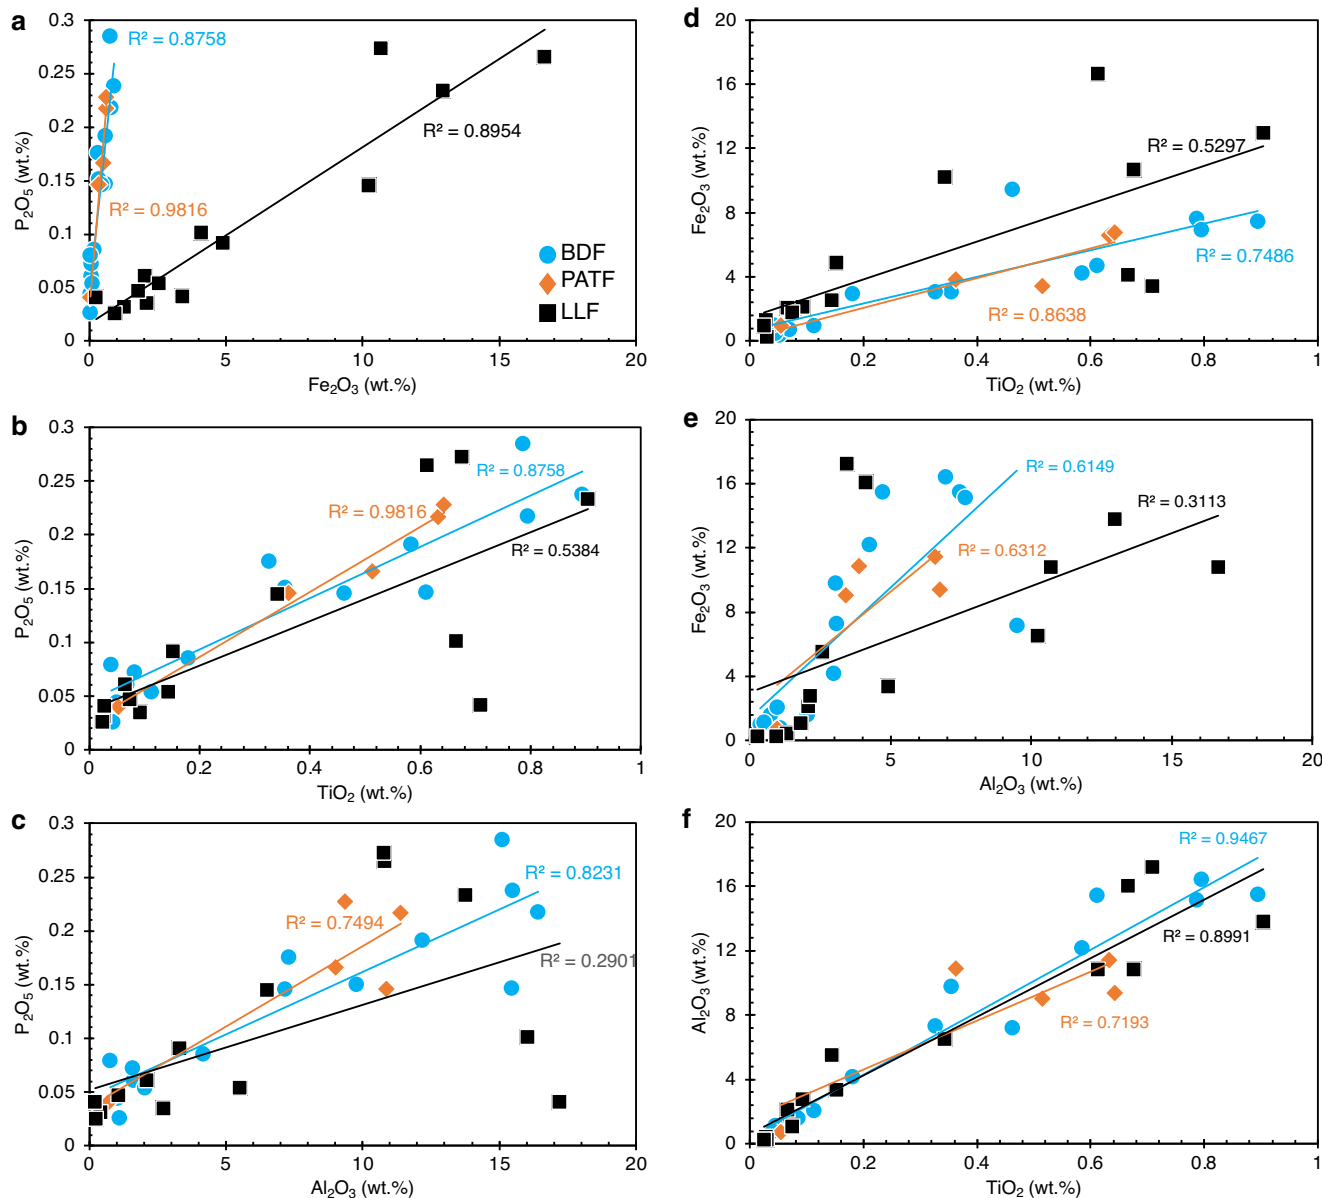 a
0.3
0.25
0.2
0.15
0.1
0.05
0
P₂O₅ (wt.%)
R² = 0.8758
R² = 0.9816
R² = 0.8954
BDF
PATF
LLF
0
5
10
15
20
Fe₂O₃ (wt.%)
b
0.3
0.25
0.2
0.15
0.1
0.05
0
P₂O₅ (wt.%)
R² = 0.8758
R² = 0.9816
R² = 0.5384
0
0.2
0.4
0.6
0.8
1
TiO₂ (wt.%)
c
0.3
0.25
0.2
0.15
0.1
0.05
0
P₂O₅ (wt.%)
R² = 0.8231
R² = 0.7494
R² = 0.2901
0
5
10
15
20
Al₂O₃ (wt.%)
d
20
16
12
8
4
0
Fe₂O₃ (wt.%)
R² = 0.5297
R² = 0.7486
R² = 0.8638
0
0.2
0.4
0.6
0.8
1
TiO₂ (wt.%)
e
20
16
12
8
4
0
Fe₂O₃ (wt.%)
R² = 0.6149
R² = 0.3113
R² = 0.6312
0
5
10
15
20
Al₂O₃ (wt.%)
f
20
16
12
8
4
0
Al₂O₃ (wt.%)
R² = 0.9467
R² = 0.8991
R² = 0.7193
0
0.2
0.4
0.6
0.8
1
TiO₂ (wt.%)